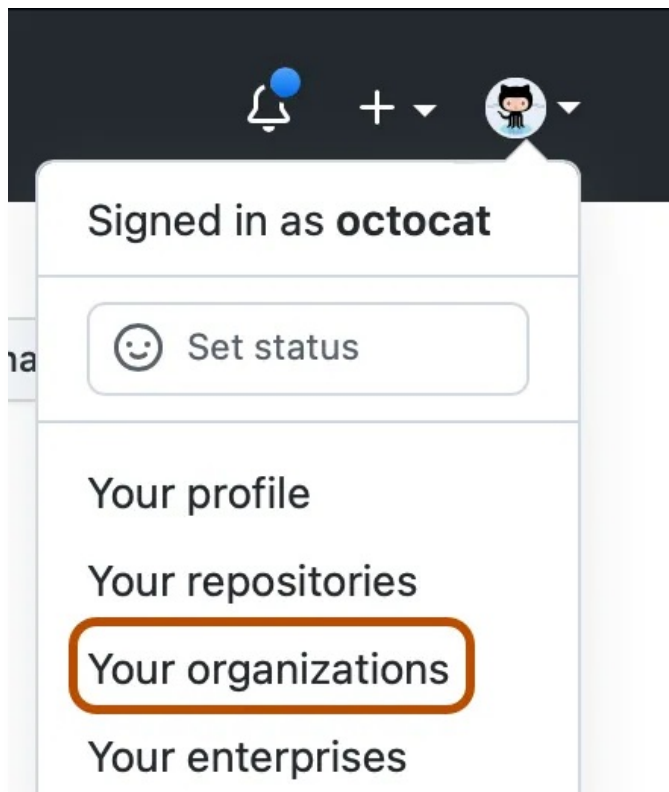 Signed in as octocat
Set status
Your profile
Your repositories
Your organizations
Your enterprises